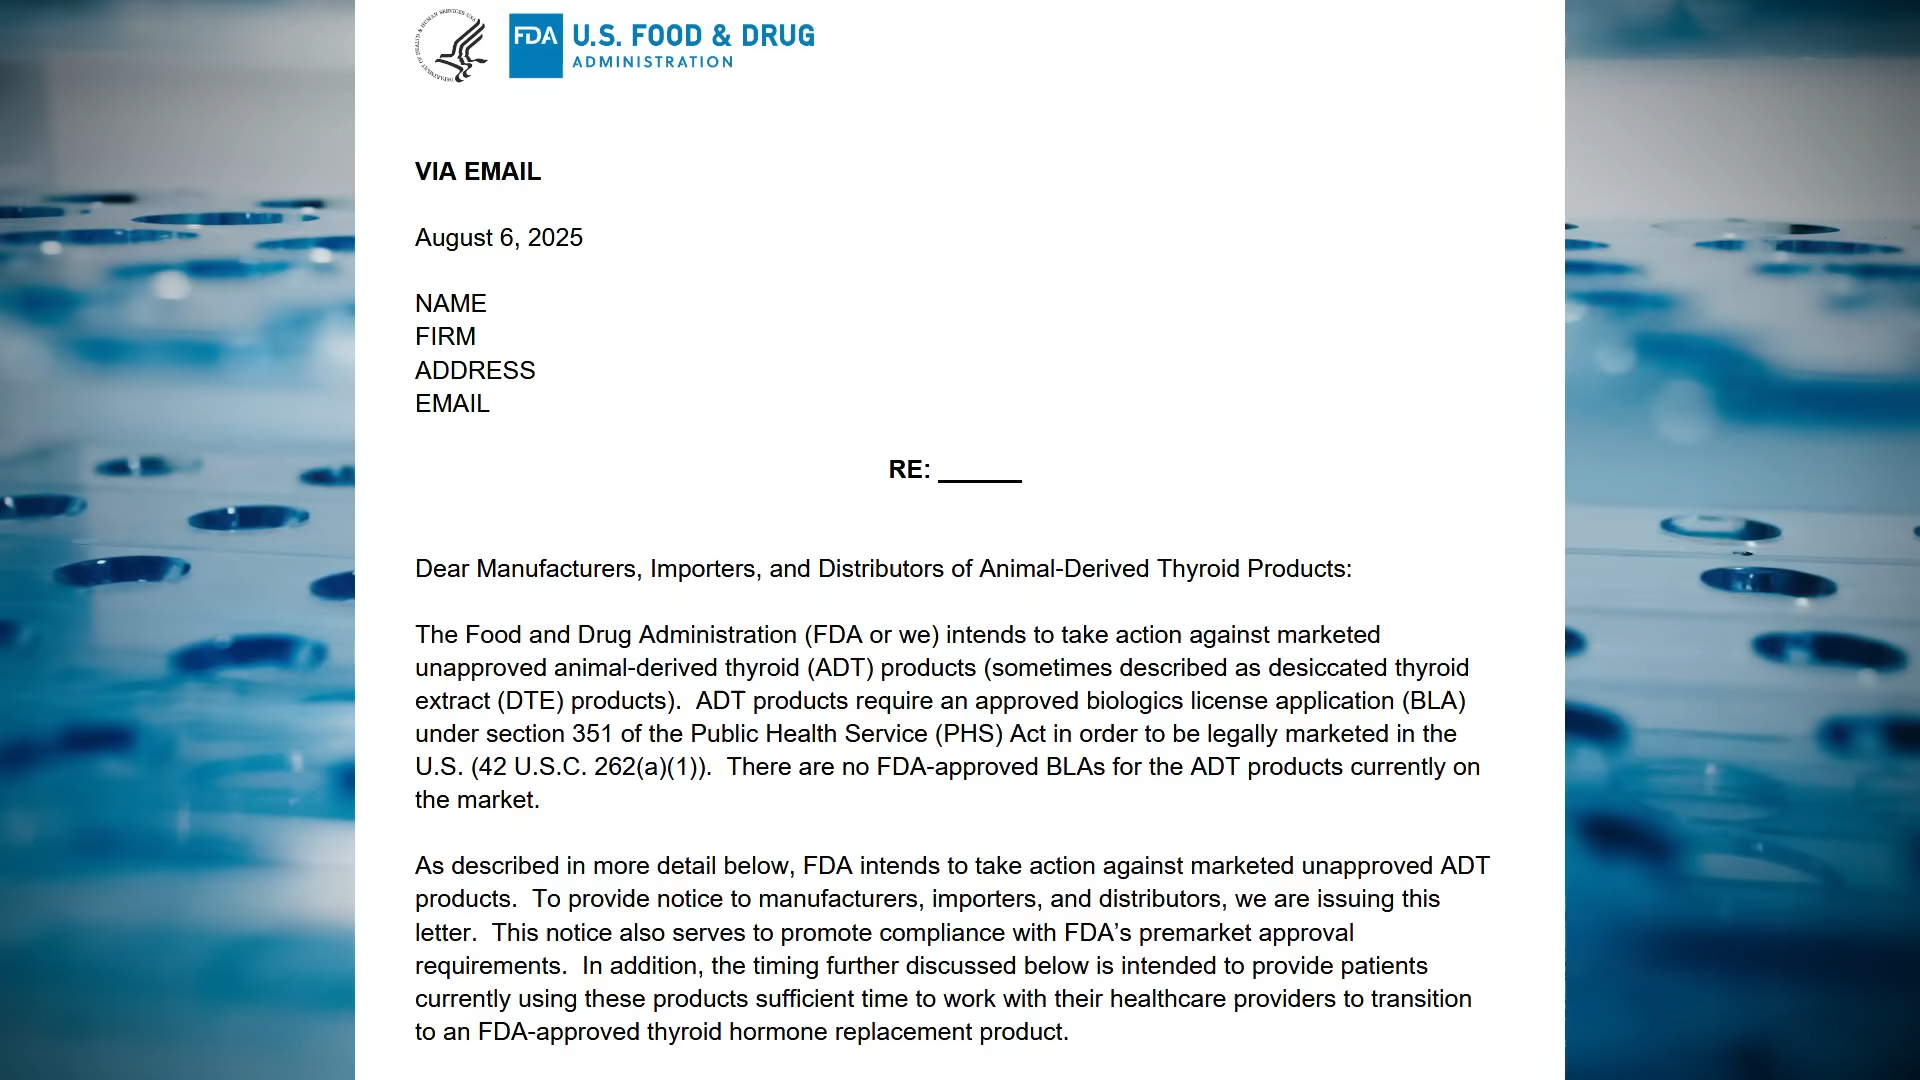 DEPARTMENT OF HEALTH & HUMAN SERVICES · USA
FDA
U.S. FOOD & DRUG
ADMINISTRATION
VIA EMAIL
August 6, 2025
NAME
FIRM
ADDRESS
EMAIL
RE: ______
Dear Manufacturers, Importers, and Distributors of Animal-Derived Thyroid Products:
The Food and Drug Administration (FDA or we) intends to take action against marketed
unapproved animal-derived thyroid (ADT) products (sometimes described as desiccated thyroid
extract (DTE) products).  ADT products require an approved biologics license application (BLA)
under section 351 of the Public Health Service (PHS) Act in order to be legally marketed in the
U.S. (42 U.S.C. 262(a)(1)).  There are no FDA-approved BLAs for the ADT products currently on
the market.
As described in more detail below, FDA intends to take action against marketed unapproved ADT
products.  To provide notice to manufacturers, importers, and distributors, we are issuing this
letter.  This notice also serves to promote compliance with FDA’s premarket approval
requirements.  In addition, the timing further discussed below is intended to provide patients
currently using these products sufficient time to work with their healthcare providers to transition
to an FDA-approved thyroid hormone replacement product.